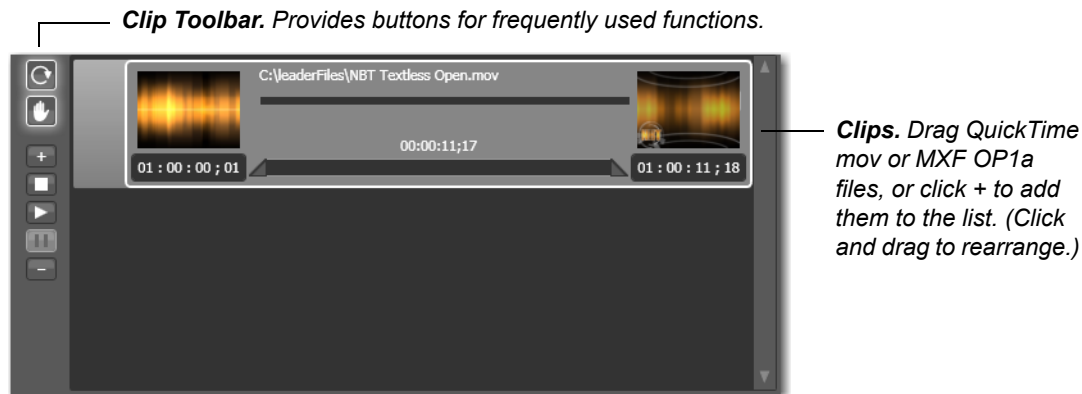 Clip Toolbar. Provides buttons for frequently used functions.
C:\leaderFiles\NBT Textless Open.mov
00:00:11;17
01 : 00 : 00 ; 01
01 : 00 : 11 ; 18
Clips. Drag QuickTime
mov or MXF OP1a
files, or click + to add
them to the list. (Click
and drag to rearrange.)